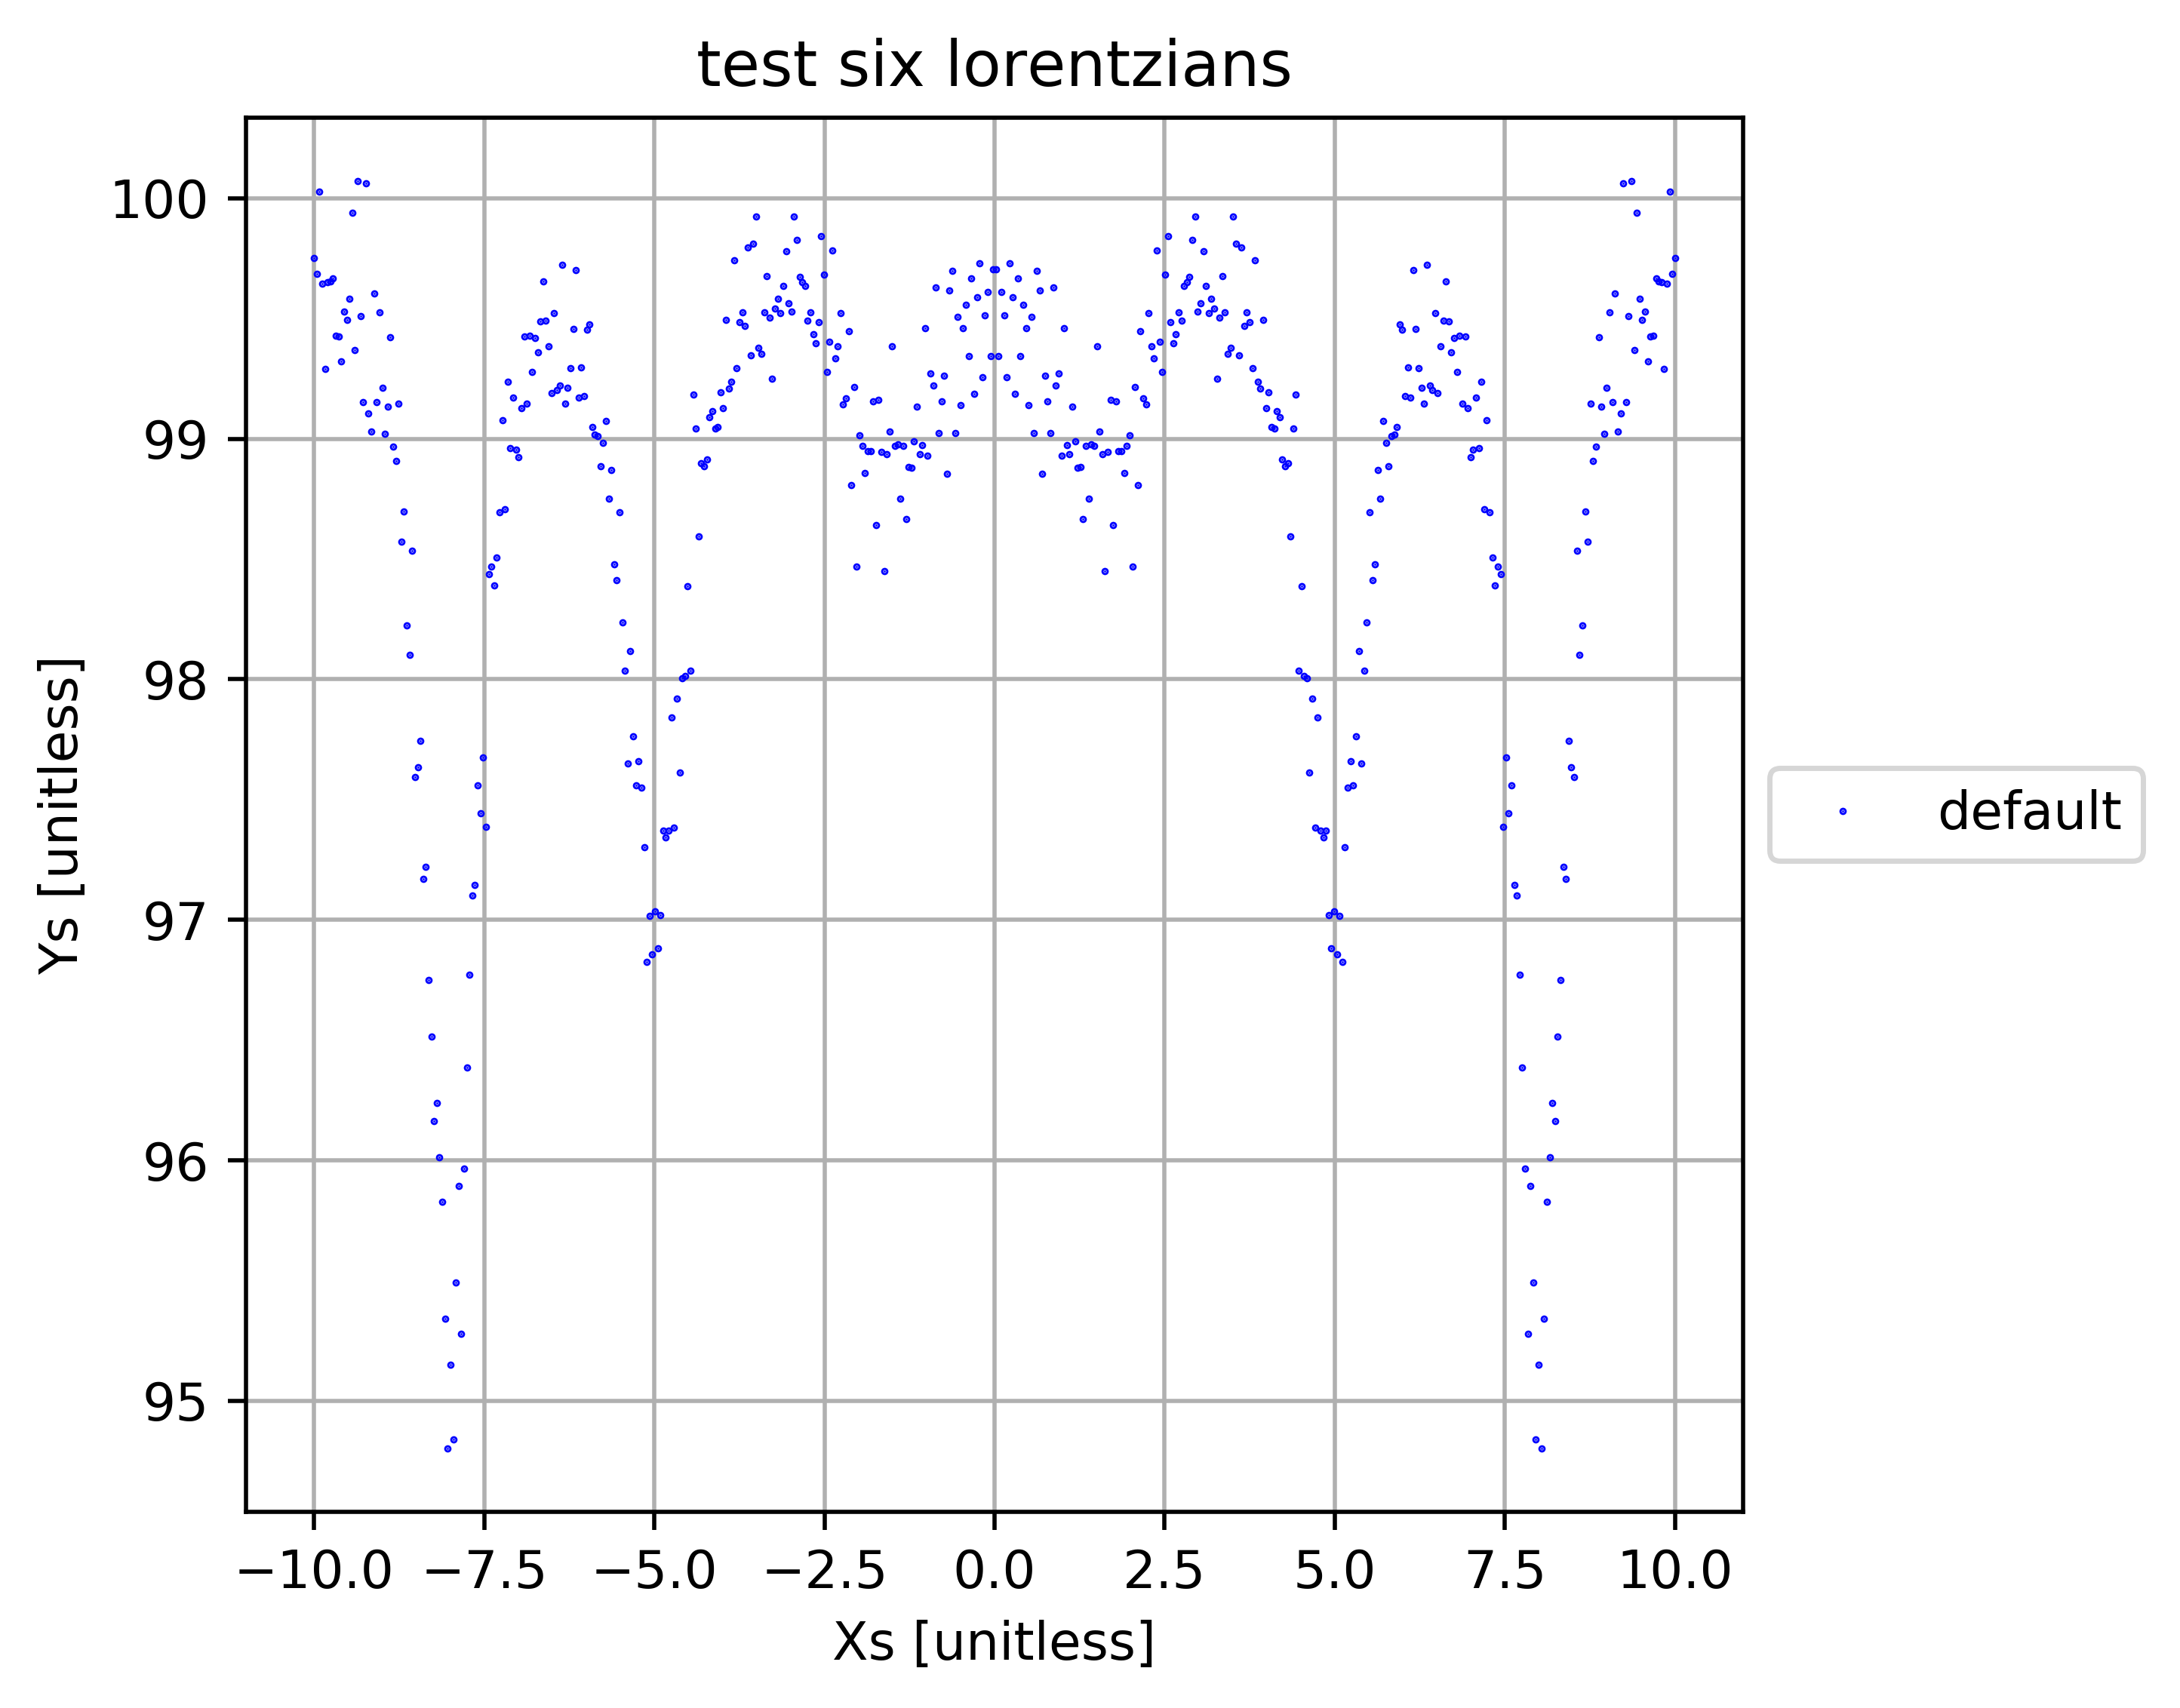 test six lorentzians
100
99
98
97
96
95
Ys [unitless]
−10.0 −7.5 −5.0 −2.5 0.0 2.5 5.0 7.5 10.0
Xs [unitless]
default